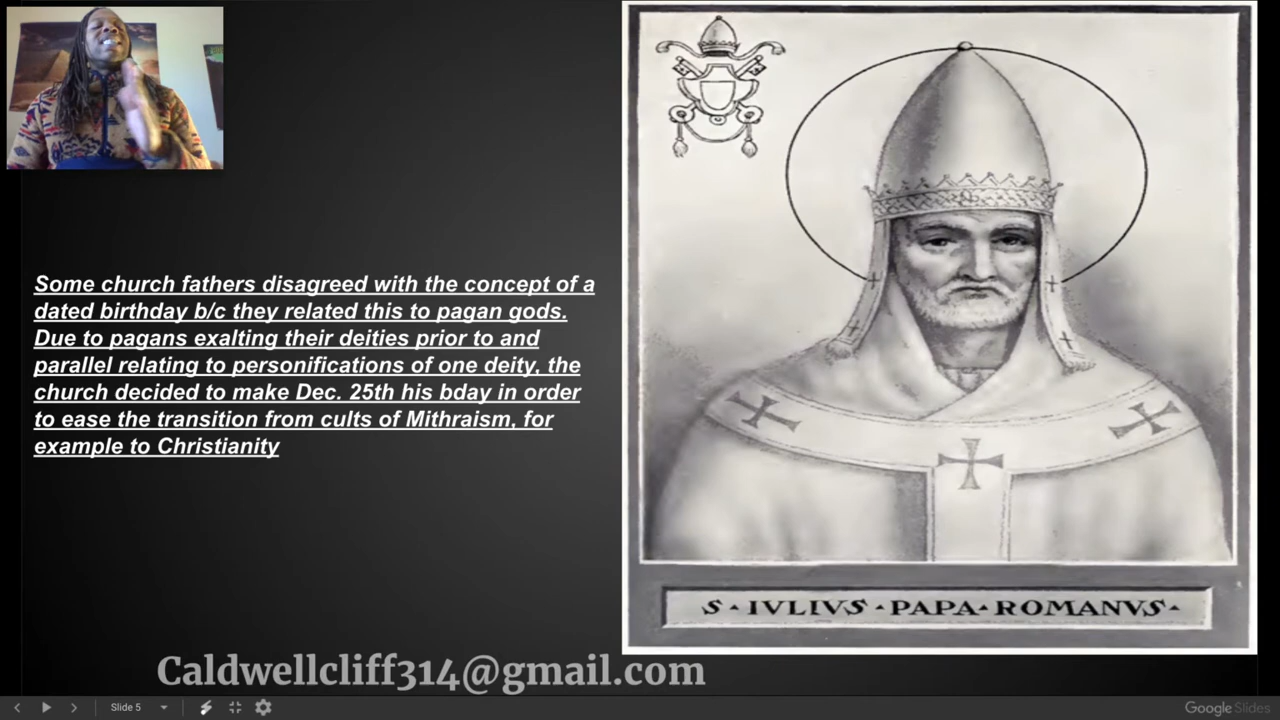 Some church fathers disagreed with the concept of a
dated birthday b/c they related this to pagan gods.
Due to pagans exalting their deities prior to and
parallel relating to personifications of one deity, the
church decided to make Dec. 25th his bday in order
to ease the transition from cults of Mithraism, for
example to Christianity
S · IVLIVS · PAPA · ROMANVS ·
Caldwellcliff314@gmail.com
Slide 5
Google Slides